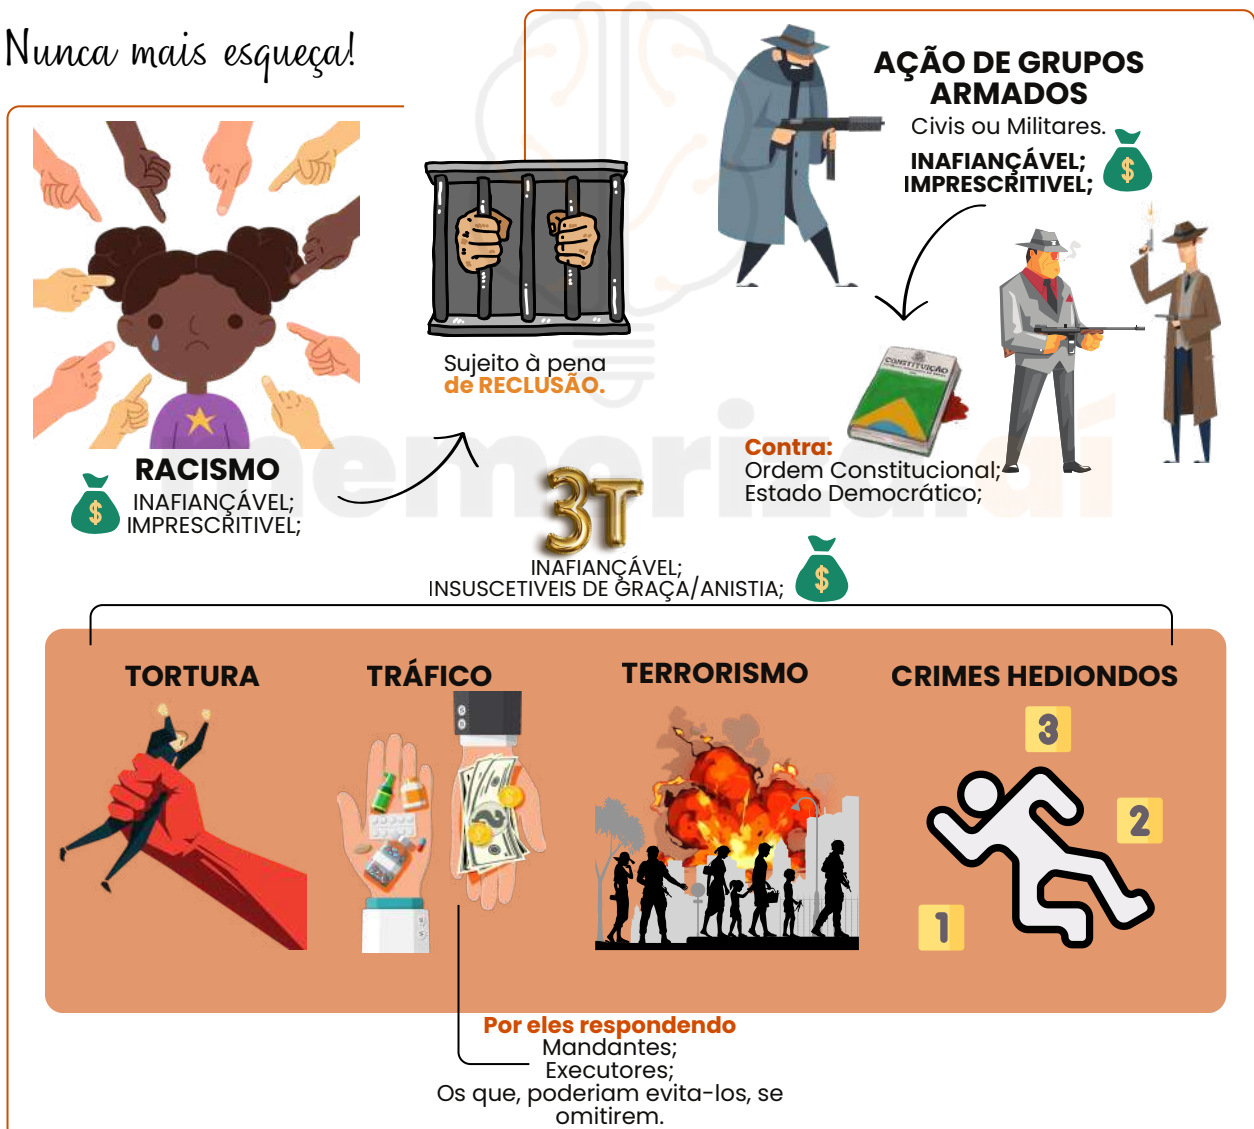 Nunca mais esqueça!
AÇÃO DE GRUPOS
ARMADOS
Civis ou Militares.
INAFIANÇÁVEL;
IMPRESCRITIVEL;
$
CONSTITUIÇÃO
Contra:
Ordem Constitucional;
Estado Democrático;
Sujeito à pena
de RECLUSÃO.
RACISMO
INAFIANÇÁVEL;
IMPRESCRITIVEL;
$
memorizaí
3T
INAFIANÇÁVEL;
INSUSCETIVEIS DE GRAÇA/ANISTIA;
$
TORTURA
TRÁFICO
TERRORISMO
CRIMES HEDIONDOS
3
2
1
Por eles respondendo
Mandantes;
Executores;
Os que, poderiam evita-los, se
omitirem.